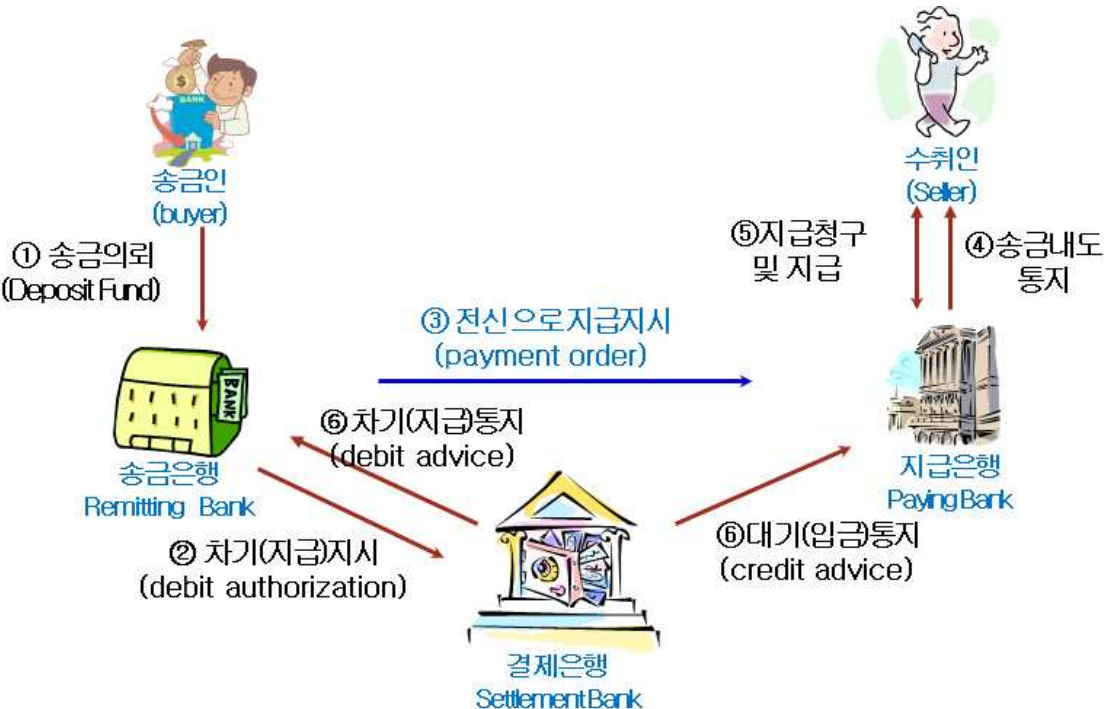 $
BANK
송금인
(buyer)
수취인
(Seller)
① 송금의뢰
(Deposit Fund)
⑤지급청구
및 지급
④송금내도
통지
③ 전신으로지급지시
(payment order)
BANK
송금은행
Remitting Bank
⑥ 차기(지급)통지
(debit advice)
지급은행
Paying Bank
② 차기(지급)지시
(debit authorization)
⑥대기(입금)통지
(credit advice)
결제은행
Settlement Bank